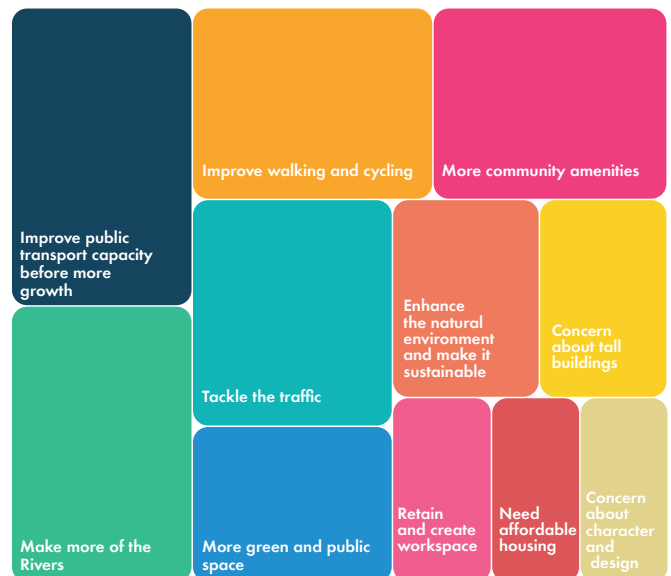 Improve public
transport capacity
before more
growth
Improve walking and cycling
More community amenities
Make more of the
Rivers
Tackle the traffic
More green and public
space
Enhance
the natural
environment
and make it
sustainable
Concern
about tall
buildings
Retain
and create
workspace
Need
affordable
housing
Concern
about
character
and
design